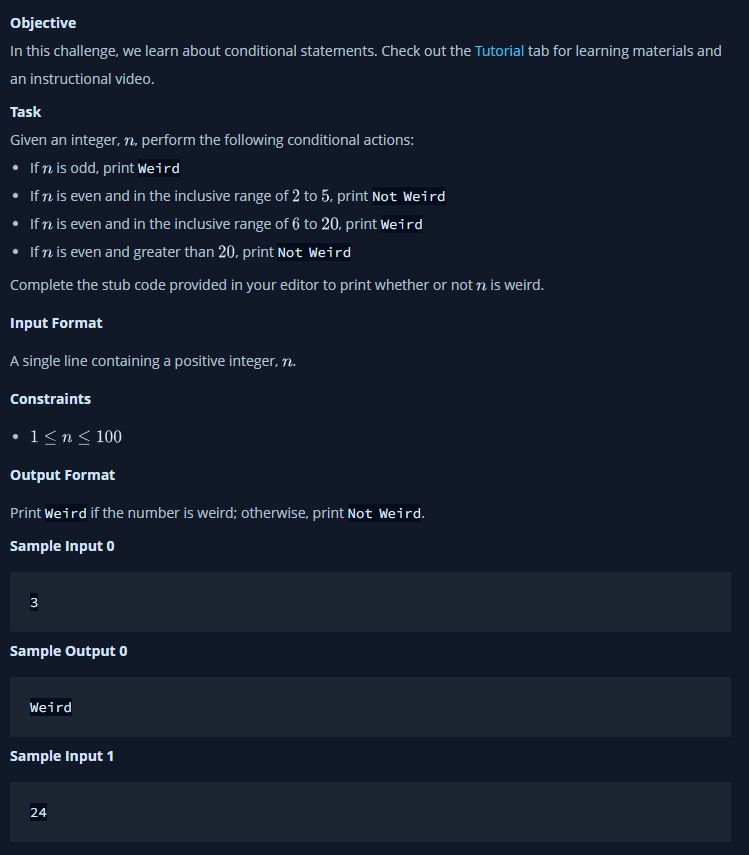 Objective
In this challenge, we learn about conditional statements. Check out the Tutorial tab for learning materials and
an instructional video.
Task
Given an integer, n, perform the following conditional actions:
• If n is odd, print Weird
• If n is even and in the inclusive range of 2 to 5, print Not Weird
• If n is even and in the inclusive range of 6 to 20, print Weird
• If n is even and greater than 20, print Not Weird
Complete the stub code provided in your editor to print whether or not n is weird.
Input Format
A single line containing a positive integer, n.
Constraints
• 1 ≤ n ≤ 100
Output Format
Print Weird if the number is weird; otherwise, print Not Weird.
Sample Input 0
3
Sample Output 0
Weird
Sample Input 1
24